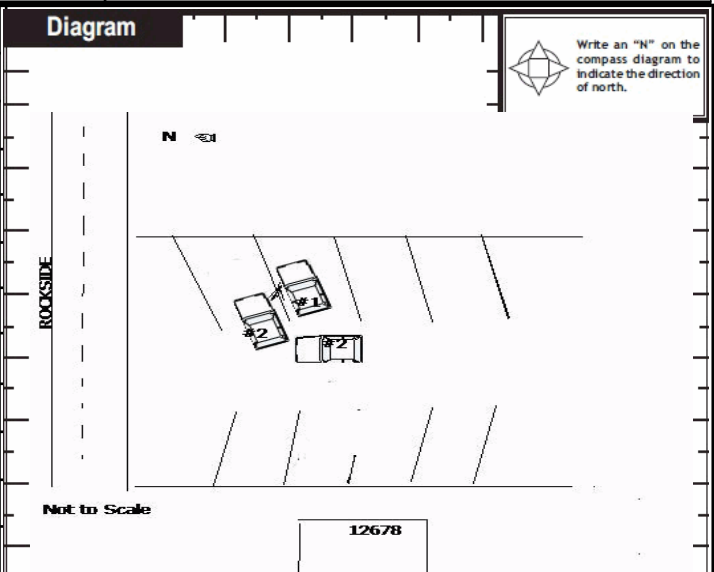 Diagram
Write an “N” on the
compass diagram to
indicate the direction
of north.
N
ROCKSIDE
#1
#2
#2
Not to Scale
12678